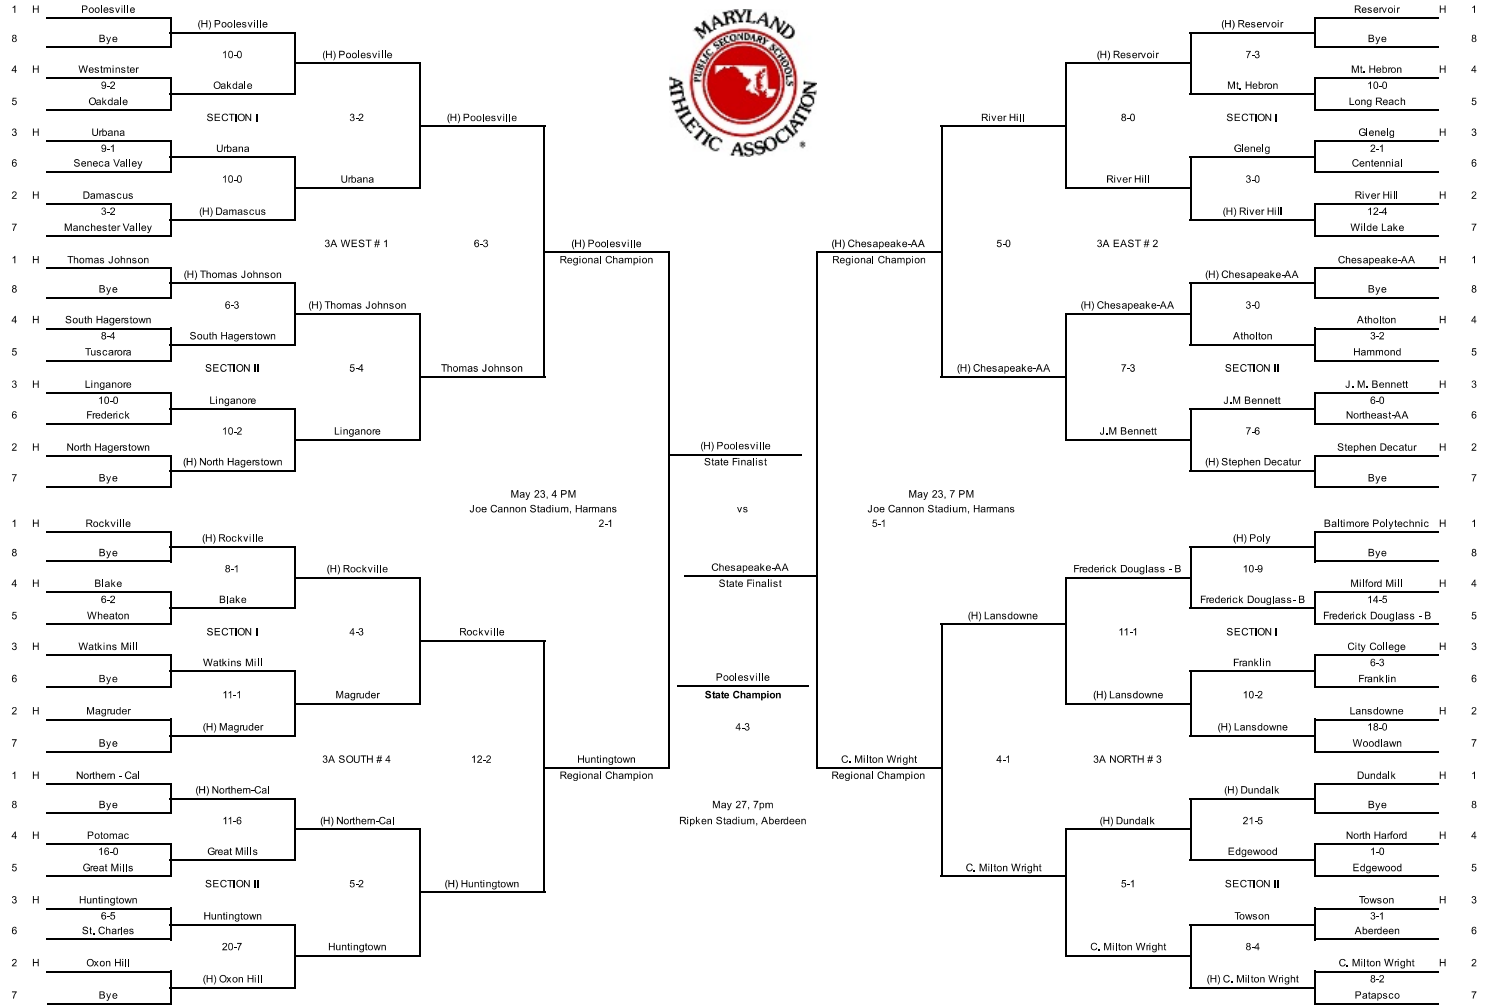 MARYLAND
PUBLIC SECONDARY SCHOOLS
ATHLETIC ASSOCIATION
®
1 H Poolesville
(H) Poolesville
8 Bye
10-0
(H) Poolesville
4 H Westminster
9-2
Oakdale
5 Oakdale
SECTION I
3-2
(H) Poolesville
3 H Urbana
9-1
Urbana
6 Seneca Valley
10-0
Urbana
2 H Damascus
3-2
(H) Damascus
7 Manchester Valley
3A WEST # 1
6-3
(H) Poolesville
Regional Champion
1 H Thomas Johnson
(H) Thomas Johnson
8 Bye
6-3
(H) Thomas Johnson
4 H South Hagerstown
8-4
South Hagerstown
5 Tuscarora
SECTION II
5-4
Thomas Johnson
3 H Linganore
10-0
Linganore
6 Frederick
10-2
Linganore
2 H North Hagerstown
(H) North Hagerstown
7 Bye
(H) Poolesville
State Finalist
May 23, 4 PM
Joe Cannon Stadium, Harmans
2-1
vs
1 H Rockville
(H) Rockville
8 Bye
8-1
(H) Rockville
4 H Blake
6-2
Blake
5 Wheaton
SECTION I
4-3
Rockville
3 H Watkins Mill
Watkins Mill
6 Bye
11-1
Magruder
2 H Magruder
(H) Magruder
7 Bye
3A SOUTH # 4
12-2
Huntingtown
Regional Champion
1 H Northern - Cal
(H) Northern-Cal
8 Bye
11-6
(H) Northern-Cal
4 H Potomac
16-0
Great Mills
5 Great Mills
SECTION II
5-2
(H) Huntingtown
3 H Huntingtown
6-5
Huntingtown
6 St. Charles
20-7
Huntingtown
2 H Oxon Hill
(H) Oxon Hill
7 Bye
Chesapeake-AA
State Finalist
Poolesville
State Champion
4-3
May 27, 7pm
Ripken Stadium, Aberdeen
Reservoir H 1
(H) Reservoir
Bye 8
7-3
(H) Reservoir
Mt. Hebron H 4
10-0
Mt. Hebron
Long Reach 5
SECTION I
8-0
River Hill
Glenelg H 3
2-1
Glenelg
Centennial 6
3-0
River Hill
River Hill H 2
12-4
(H) River Hill
Wilde Lake 7
3A EAST # 2
5-0
(H) Chesapeake-AA
Regional Champion
Chesapeake-AA H 1
(H) Chesapeake-AA
Bye 8
3-0
(H) Chesapeake-AA
Atholton H 4
3-2
Atholton
Hammond 5
SECTION II
7-3
(H) Chesapeake-AA
J. M. Bennett H 3
6-0
J.M Bennett
Northeast-AA 6
7-6
J.M Bennett
Stephen Decatur H 2
(H) Stephen Decatur
Bye 7
May 23, 7 PM
Joe Cannon Stadium, Harmans
5-1
Baltimore Polytechnic H 1
(H) Poly
Bye 8
10-9
Frederick Douglass - B
Milford Mill H 4
14-5
Frederick Douglass- B
Frederick Douglass - B 5
SECTION I
11-1
(H) Lansdowne
City College H 3
6-3
Franklin
Franklin 6
10-2
(H) Lansdowne
Lansdowne H 2
18-0
(H) Lansdowne
Woodlawn 7
3A NORTH # 3
4-1
C. Milton Wright
Regional Champion
Dundalk H 1
(H) Dundalk
Bye 8
21-5
(H) Dundalk
North Harford H 4
1-0
Edgewood
Edgewood 5
SECTION II
5-1
C. Milton Wright
Towson H 3
3-1
Towson
Aberdeen 6
8-4
C. Milton Wright
C. Milton Wright H 2
8-2
(H) C. Milton Wright
Patapsco 7